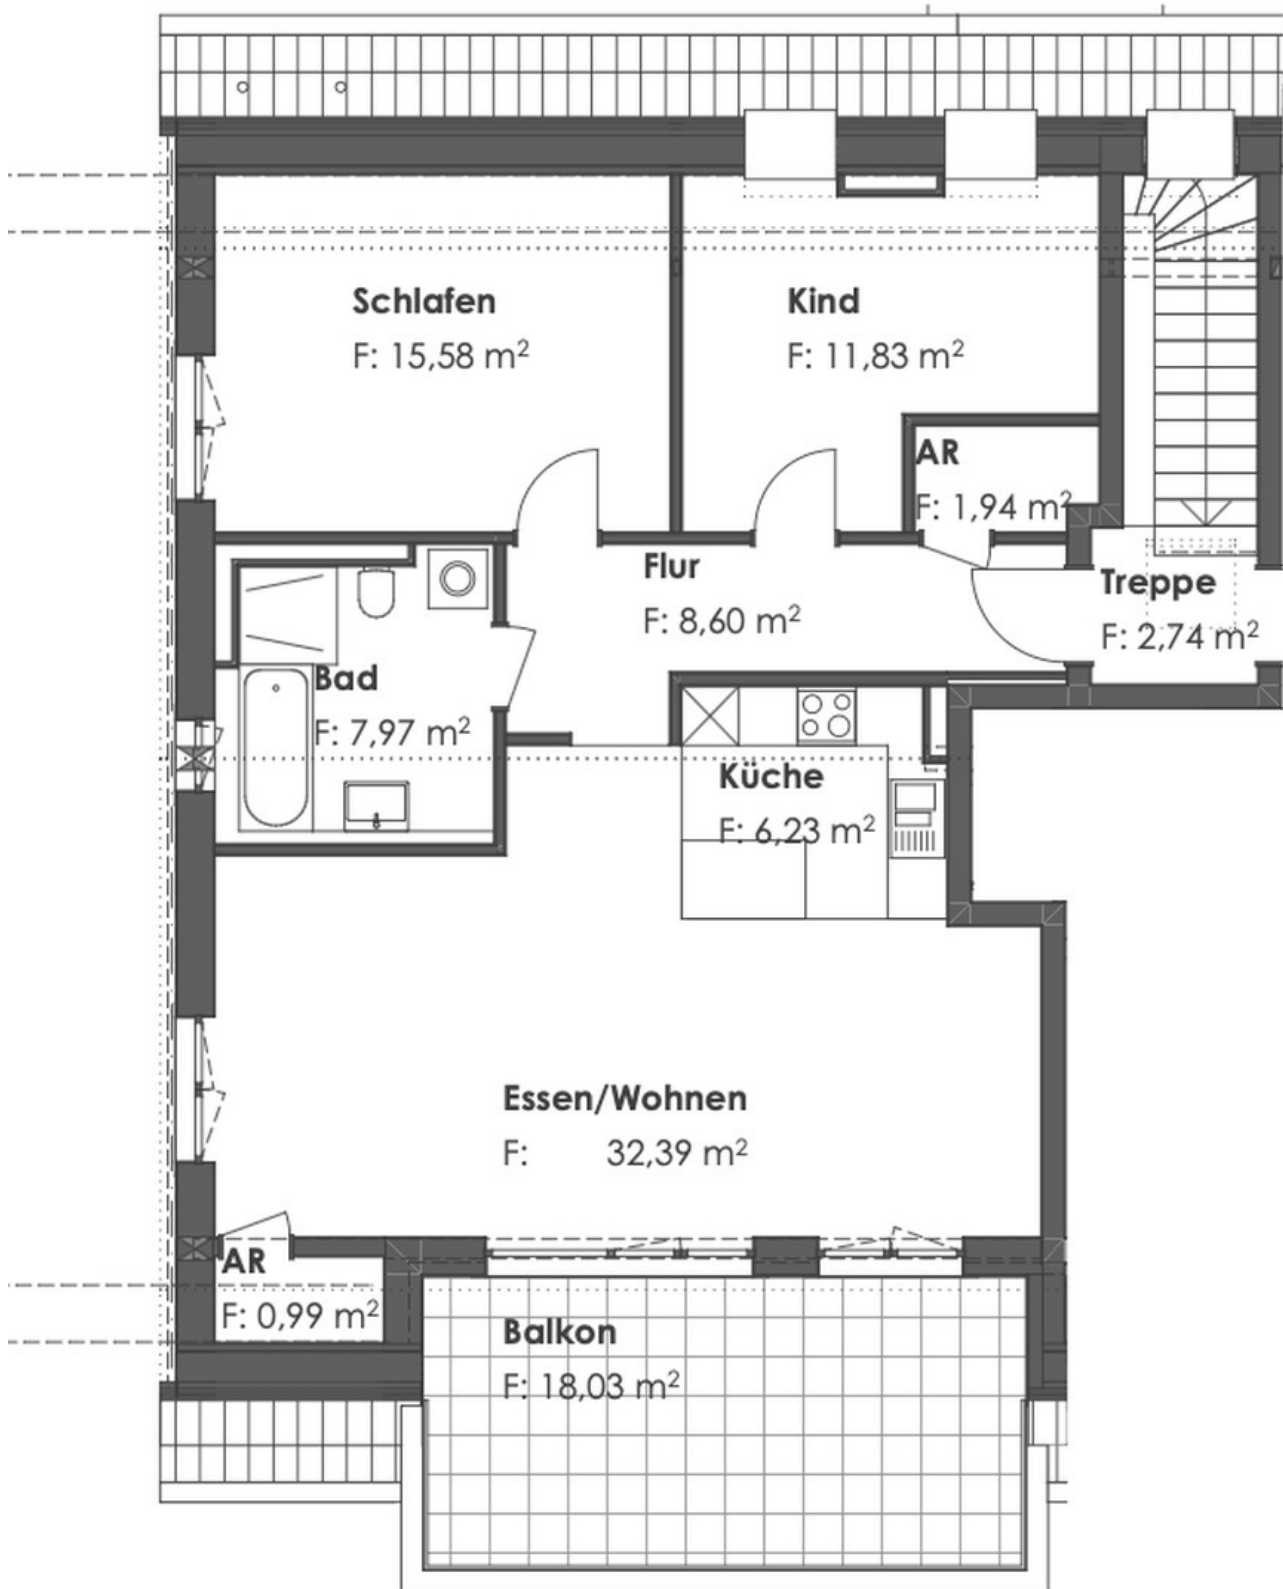 Schlafen
F: 15,58 m²
Kind
F: 11,83 m²
AR
F: 1,94 m²
Flur
F: 8,60 m²
Treppe
F: 2,74 m²
Bad
F: 7,97 m²
Küche
F: 6,23 m²
Essen/Wohnen
F: 32,39 m²
AR
F: 0,99 m²
Balkon
F: 18,03 m²